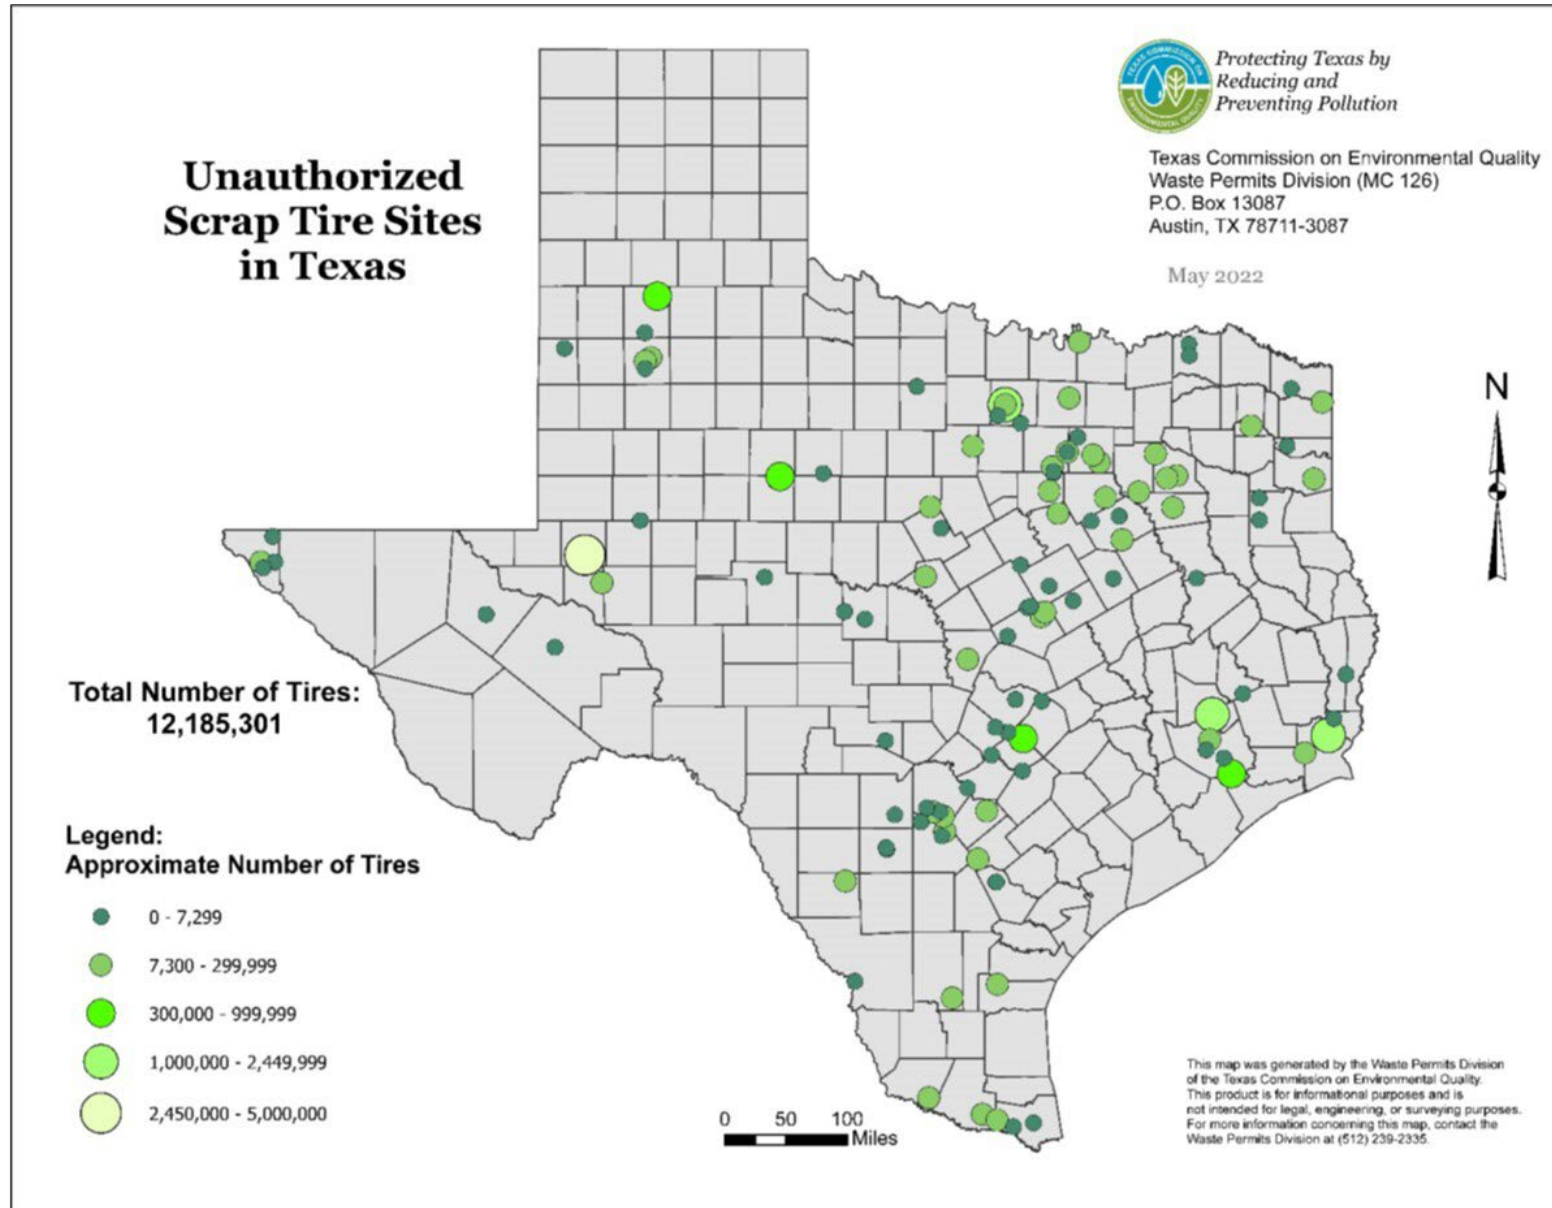 Unauthorized
Scrap Tire Sites
in Texas
TEXAS COMMISSION ON
ENVIRONMENTAL QUALITY
Protecting Texas by
Reducing and
Preventing Pollution
Texas Commission on Environmental Quality
Waste Permits Division (MC 126)
P.O. Box 13087
Austin, TX 78711-3087
May 2022
N
Total Number of Tires:
12,185,301
Legend:
Approximate Number of Tires
0 - 7,299
7,300 - 299,999
300,000 - 999,999
1,000,000 - 2,449,999
2,450,000 - 5,000,000
0 50 100
Miles
This map was generated by the Waste Permits Division
of the Texas Commission on Environmental Quality.
This product is for informational purposes and is
not intended for legal, engineering, or surveying purposes.
For more information concerning this map, contact the
Waste Permits Division at (512) 239-2335.